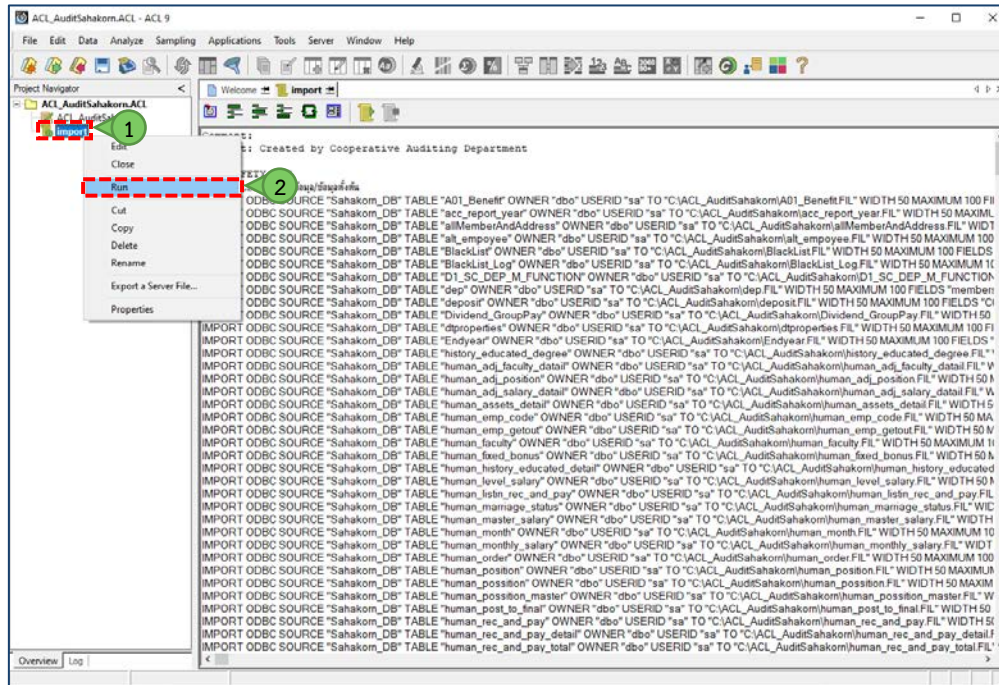 ACL_AuditSahakorn.ACL - ACL 9
File Edit Data Analyze Sampling Applications Tools Server Window Help
Project Navigator
Welcome import
ACL_AuditSahakorn.ACL
import
1
Edit
Close
Run
2
Cut
Copy
Delete
Rename
Export a Server File...
Properties
: Created by Cooperative Auditing Department
ODBC SOURCE "Sahakorn_DB" TABLE "A01_Benefit" OWNER "dbo" USERID "sa" TO "C:\ACL_AuditSahakorn\A01_Benefit.FIL" WIDTH 50 MAXIMUM 100 FI
ODBC SOURCE "Sahakorn_DB" TABLE "acc_report_year" OWNER "dbo" USERID "sa" TO "C:\ACL_AuditSahakorn\acc_report_year.FIL" WIDTH 50 MAXIMU
ODBC SOURCE "Sahakorn_DB" TABLE "allMemberAndAddress" OWNER "dbo" USERID "sa" TO "C:\ACL_AuditSahakorn\allMemberAndAddress.FIL" WIDT
ODBC SOURCE "Sahakorn_DB" TABLE "alt_empoyee" OWNER "dbo" USERID "sa" TO "C:\ACL_AuditSahakorn\alt_empoyee.FIL" WIDTH 50 MAXIMUM 100
ODBC SOURCE "Sahakorn_DB" TABLE "BlackList" OWNER "dbo" USERID "sa" TO "C:\ACL_AuditSahakorn\BlackList.FIL" WIDTH 50 MAXIMUM 100 FIELDS
ODBC SOURCE "Sahakorn_DB" TABLE "BlackList_Log" OWNER "dbo" USERID "sa" TO "C:\ACL_AuditSahakorn\BlackList_Log.FIL" WIDTH 50 MAXIMUM 10
ODBC SOURCE "Sahakorn_DB" TABLE "D1_SC_DEP_M_FUNCTION" OWNER "dbo" USERID "sa" TO "C:\ACL_AuditSahakorn\D1_SC_DEP_M_FUNCTION
ODBC SOURCE "Sahakorn_DB" TABLE "dep" OWNER "dbo" USERID "sa" TO "C:\ACL_AuditSahakorn\dep.FIL" WIDTH 50 MAXIMUM 100 FIELDS "members
ODBC SOURCE "Sahakorn_DB" TABLE "deposit" OWNER "dbo" USERID "sa" TO "C:\ACL_AuditSahakorn\deposit.FIL" WIDTH 50 MAXIMUM 100 FIELDS
ODBC SOURCE "Sahakorn_DB" TABLE "Dividend_GroupPay" OWNER "dbo" USERID "sa" TO "C:\ACL_AuditSahakorn\Dividend_GroupPay.FIL" WIDTH 50
IMPORT ODBC SOURCE "Sahakorn_DB" TABLE "dtproperties" OWNER "dbo" USERID "sa" TO "C:\ACL_AuditSahakorn\dtproperties.FIL" WIDTH 50 MAXIMUM 100 FI
IMPORT ODBC SOURCE "Sahakorn_DB" TABLE "Endyear" OWNER "dbo" USERID "sa" TO "C:\ACL_AuditSahakorn\Endyear.FIL" WIDTH 50 MAXIMUM 100 FIELDS "
IMPORT ODBC SOURCE "Sahakorn_DB" TABLE "history_educated_degree" OWNER "dbo" USERID "sa" TO "C:\ACL_AuditSahakorn\history_educated_degree.FIL"
IMPORT ODBC SOURCE "Sahakorn_DB" TABLE "human_adj_faculty_datail" OWNER "dbo" USERID "sa" TO "C:\ACL_AuditSahakorn\human_adj_faculty_datail.FIL"
IMPORT ODBC SOURCE "Sahakorn_DB" TABLE "human_adj_position" OWNER "dbo" USERID "sa" TO "C:\ACL_AuditSahakorn\human_adj_position.FIL" WIDTH 50
IMPORT ODBC SOURCE "Sahakorn_DB" TABLE "human_adj_salary_datail" OWNER "dbo" USERID "sa" TO "C:\ACL_AuditSahakorn\human_adj_salary_datail.FIL" W
IMPORT ODBC SOURCE "Sahakorn_DB" TABLE "human_assets_detail" OWNER "dbo" USERID "sa" TO "C:\ACL_AuditSahakorn\human_assets_detail.FIL" WIDTH 5
IMPORT ODBC SOURCE "Sahakorn_DB" TABLE "human_emp_code" OWNER "dbo" USERID "sa" TO "C:\ACL_AuditSahakorn\human_emp_code.FIL" WIDTH 50 MA
IMPORT ODBC SOURCE "Sahakorn_DB" TABLE "human_emp_getout" OWNER "dbo" USERID "sa" TO "C:\ACL_AuditSahakorn\human_emp_getout.FIL" WIDTH 50 M
IMPORT ODBC SOURCE "Sahakorn_DB" TABLE "human_faculty" OWNER "dbo" USERID "sa" TO "C:\ACL_AuditSahakorn\human_faculty.FIL" WIDTH 50 MAXIMUM 1
IMPORT ODBC SOURCE "Sahakorn_DB" TABLE "human_fixed_bonus" OWNER "dbo" USERID "sa" TO "C:\ACL_AuditSahakorn\human_fixed_bonus.FIL" WIDTH 50 M
IMPORT ODBC SOURCE "Sahakorn_DB" TABLE "human_history_educated_detail" OWNER "dbo" USERID "sa" TO "C:\ACL_AuditSahakorn\human_history_educated
IMPORT ODBC SOURCE "Sahakorn_DB" TABLE "human_level_salary" OWNER "dbo" USERID "sa" TO "C:\ACL_AuditSahakorn\human_level_salary.FIL" WIDTH 50 M
IMPORT ODBC SOURCE "Sahakorn_DB" TABLE "human_listin_rec_and_pay" OWNER "dbo" USERID "sa" TO "C:\ACL_AuditSahakorn\human_listin_rec_and_pay.FIL
IMPORT ODBC SOURCE "Sahakorn_DB" TABLE "human_marriage_status" OWNER "dbo" USERID "sa" TO "C:\ACL_AuditSahakorn\human_marriage_status.FIL" WID
IMPORT ODBC SOURCE "Sahakorn_DB" TABLE "human_master_salary" OWNER "dbo" USERID "sa" TO "C:\ACL_AuditSahakorn\human_master_salary.FIL" WIDTH
IMPORT ODBC SOURCE "Sahakorn_DB" TABLE "human_month" OWNER "dbo" USERID "sa" TO "C:\ACL_AuditSahakorn\human_month.FIL" WIDTH 50 MAXIMUM 10
IMPORT ODBC SOURCE "Sahakorn_DB" TABLE "human_monthly_salary" OWNER "dbo" USERID "sa" TO "C:\ACL_AuditSahakorn\human_monthly_salary.FIL" WIDT
IMPORT ODBC SOURCE "Sahakorn_DB" TABLE "human_order" OWNER "dbo" USERID "sa" TO "C:\ACL_AuditSahakorn\human_order.FIL" WIDTH 50 MAXIMUM 100
IMPORT ODBC SOURCE "Sahakorn_DB" TABLE "human_position" OWNER "dbo" USERID "sa" TO "C:\ACL_AuditSahakorn\human_position.FIL" WIDTH 50 MAXIMU
IMPORT ODBC SOURCE "Sahakorn_DB" TABLE "human_possition" OWNER "dbo" USERID "sa" TO "C:\ACL_AuditSahakorn\human_possition.FIL" WIDTH 50 MAXIM
IMPORT ODBC SOURCE "Sahakorn_DB" TABLE "human_possition_master" OWNER "dbo" USERID "sa" TO "C:\ACL_AuditSahakorn\human_possition_master.FIL" W
IMPORT ODBC SOURCE "Sahakorn_DB" TABLE "human_post_to_final" OWNER "dbo" USERID "sa" TO "C:\ACL_AuditSahakorn\human_post_to_final.FIL" WIDTH 50
IMPORT ODBC SOURCE "Sahakorn_DB" TABLE "human_rec_and_pay" OWNER "dbo" USERID "sa" TO "C:\ACL_AuditSahakorn\human_rec_and_pay.FIL" WIDTH 50
IMPORT ODBC SOURCE "Sahakorn_DB" TABLE "human_rec_and_pay_detail" OWNER "dbo" USERID "sa" TO "C:\ACL_AuditSahakorn\human_rec_and_pay_detail.F
IMPORT ODBC SOURCE "Sahakorn_DB" TABLE "human_rec_and_pay_total" OWNER "dbo" USERID "sa" TO "C:\ACL_AuditSahakorn\human_rec_and_pay_total.FIL"
Overview Log